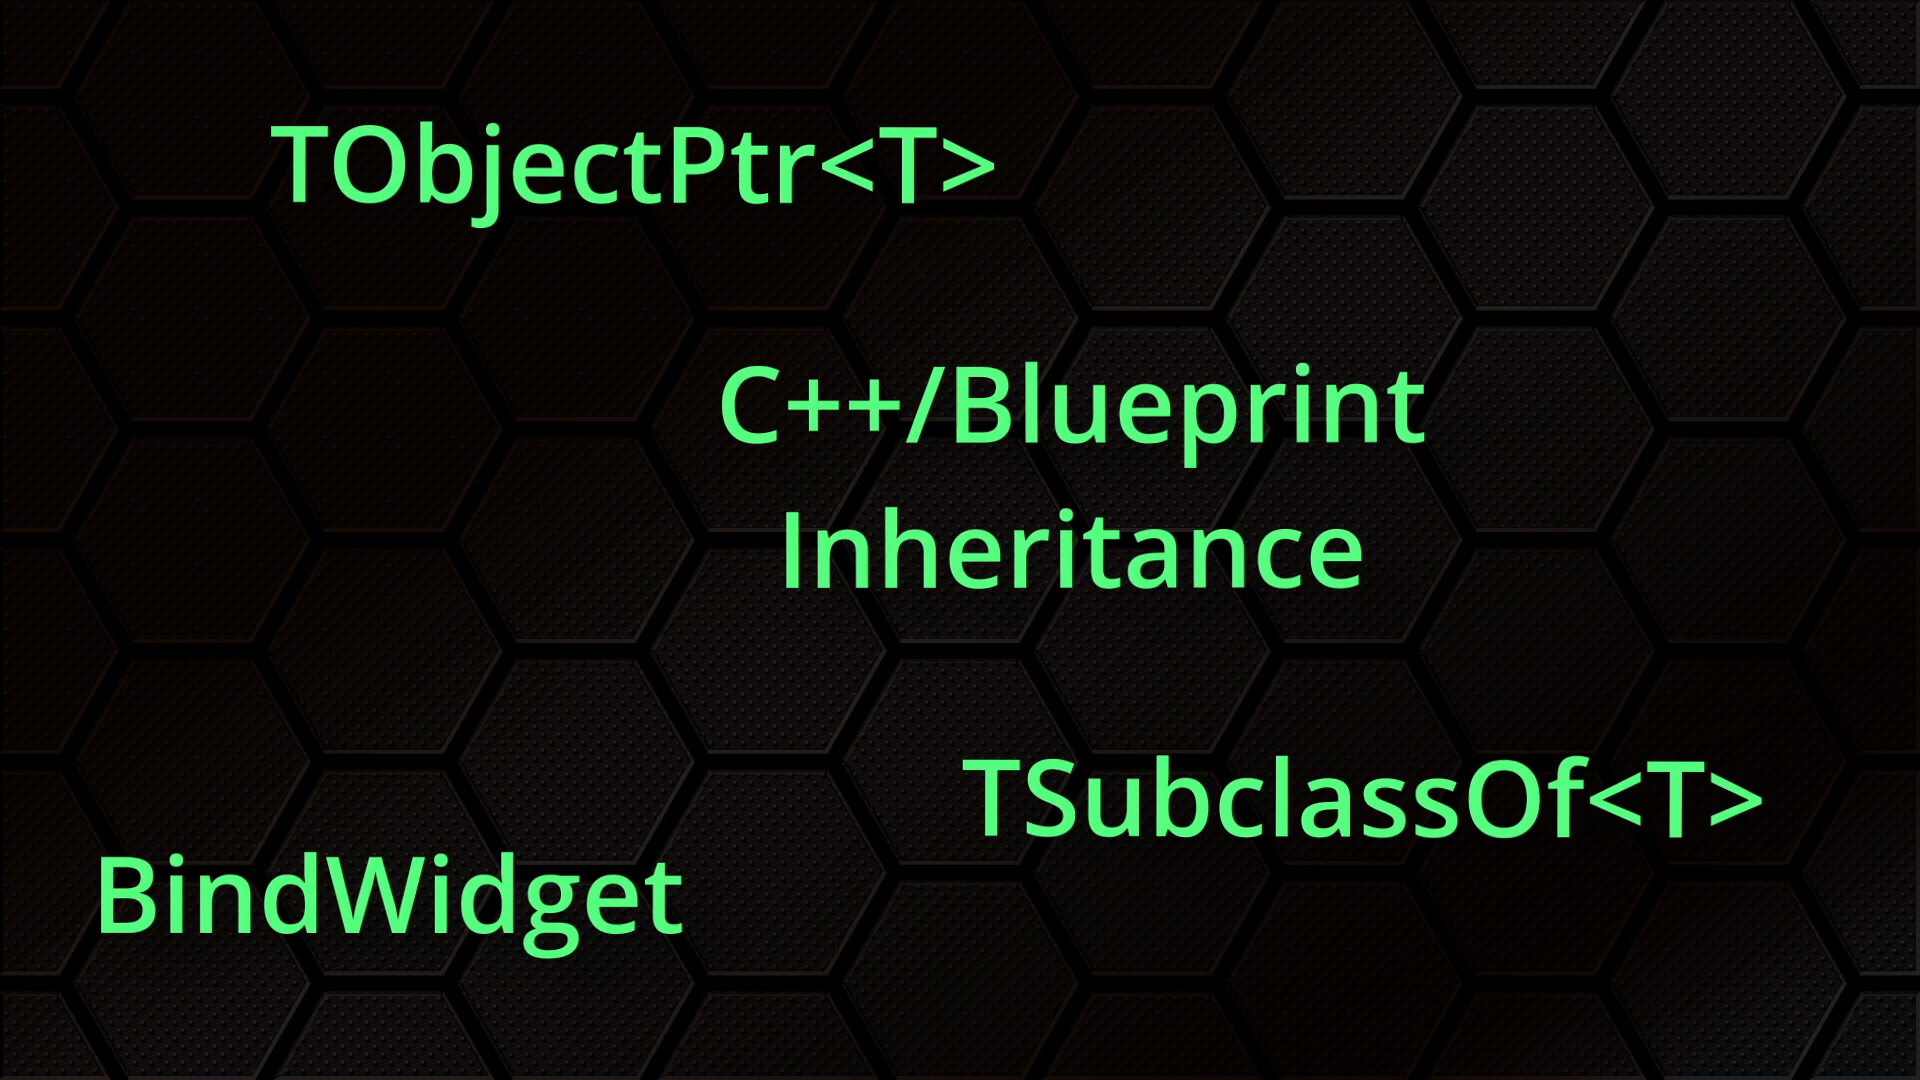 TObjectPtr<T>
C++/Blueprint
Inheritance
TSubclassOf<T>
BindWidget